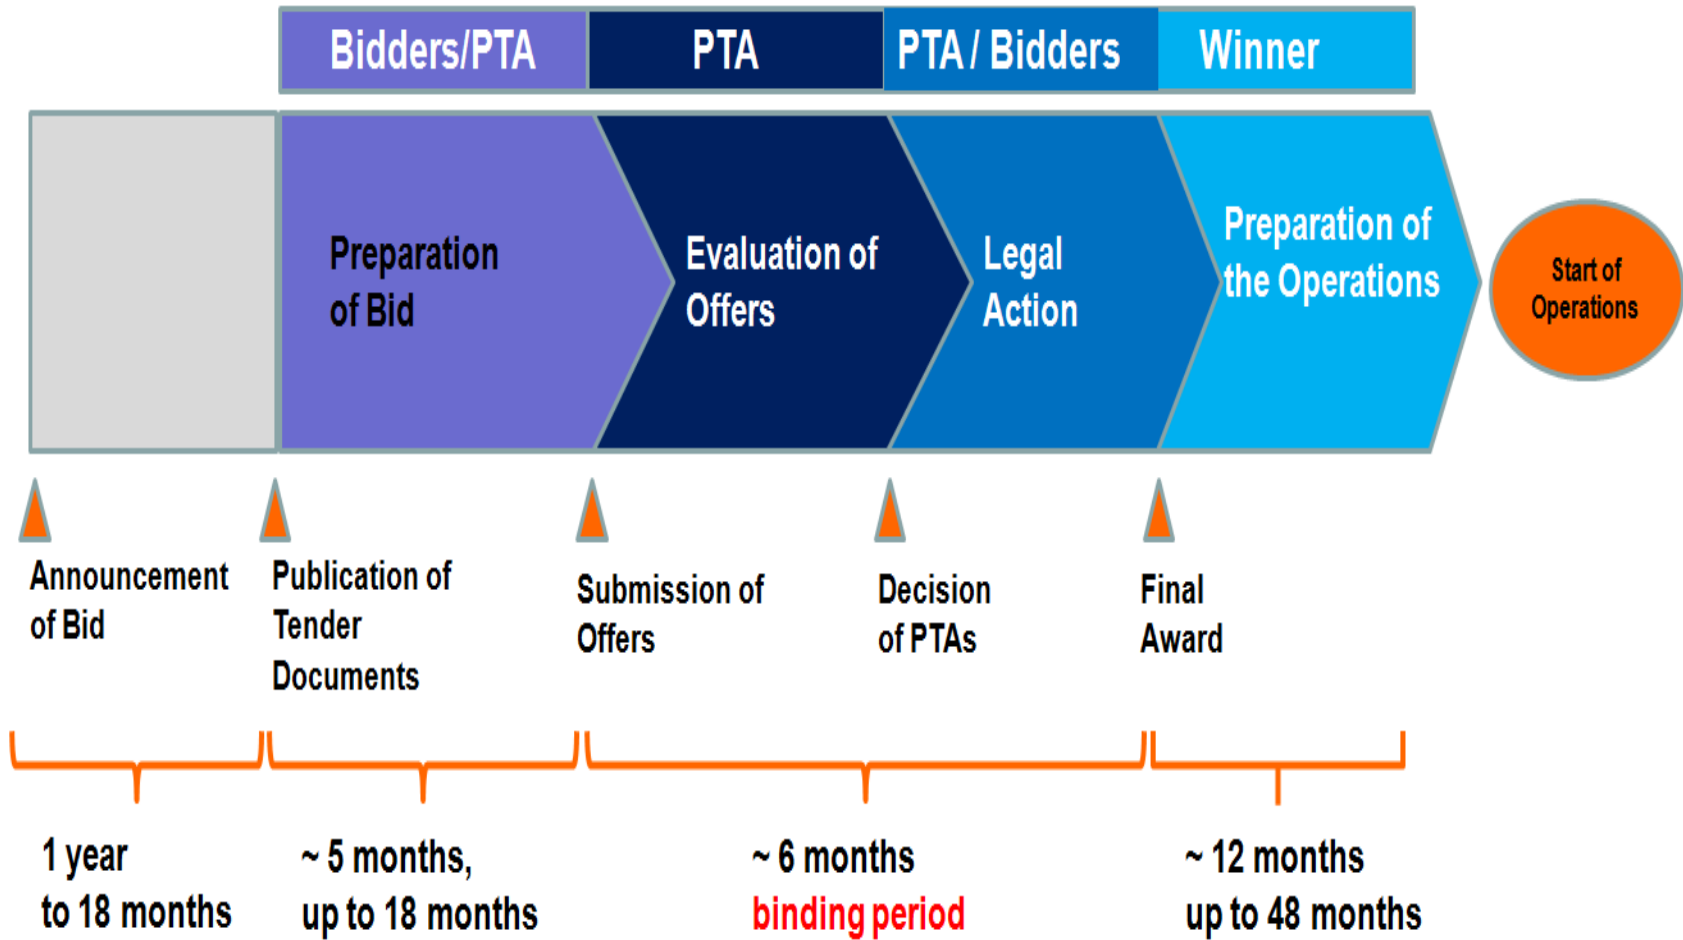 Bidders/PTA
PTA
PTA / Bidders
Winner
Preparation
of Bid
Evaluation of
Offers
Legal
Action
Preparation of
the Operations
Start of
Operations
Announcement
of Bid
Publication of
Tender
Documents
Submission of
Offers
Decision
of PTAs
Final
Award
1 year
to 18 months
~ 5 months,
up to 18 months
~ 6 months
binding period
~ 12 months
up to 48 months